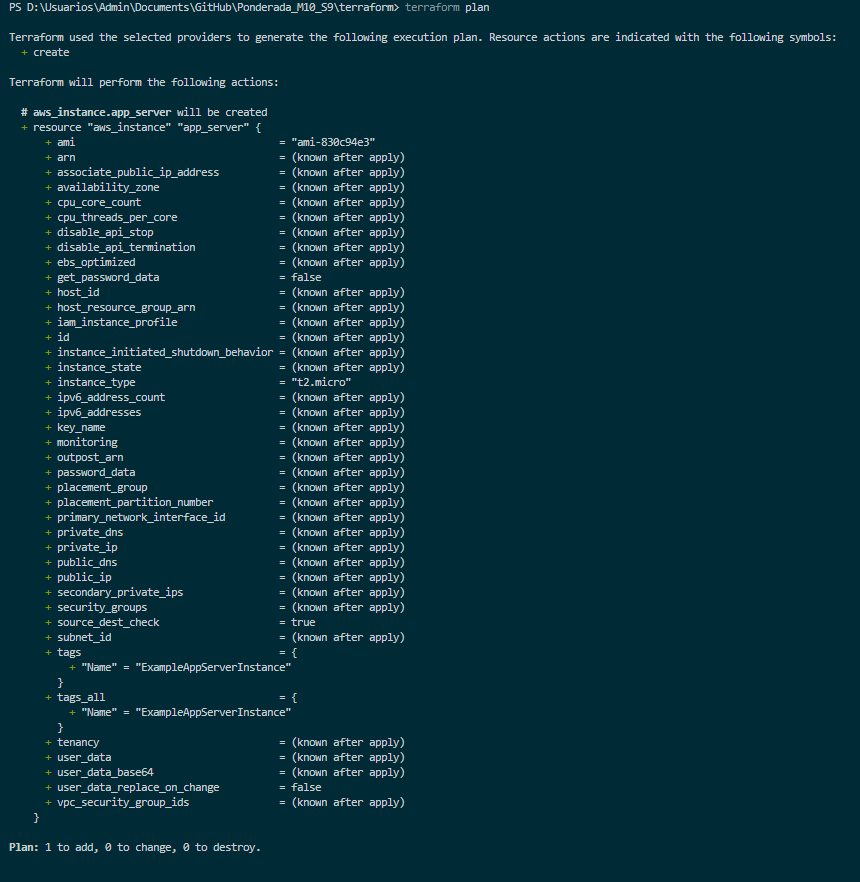 PS D:\Usuarios\Admin\Documents\GitHub\Ponderada_M10_S9\terraform> terraform plan
Terraform used the selected providers to generate the following execution plan. Resource actions are indicated with the following symbols:
+ create
Terraform will perform the following actions:
# aws_instance.app_server will be created
+ resource "aws_instance" "app_server" {
+ ami = "ami-830c94e3"
+ arn = (known after apply)
+ associate_public_ip_address = (known after apply)
+ availability_zone = (known after apply)
+ cpu_core_count = (known after apply)
+ cpu_threads_per_core = (known after apply)
+ disable_api_stop = (known after apply)
+ disable_api_termination = (known after apply)
+ ebs_optimized = (known after apply)
+ get_password_data = false
+ host_id = (known after apply)
+ host_resource_group_arn = (known after apply)
+ iam_instance_profile = (known after apply)
+ id = (known after apply)
+ instance_initiated_shutdown_behavior = (known after apply)
+ instance_state = (known after apply)
+ instance_type = "t2.micro"
+ ipv6_address_count = (known after apply)
+ ipv6_addresses = (known after apply)
+ key_name = (known after apply)
+ monitoring = (known after apply)
+ outpost_arn = (known after apply)
+ password_data = (known after apply)
+ placement_group = (known after apply)
+ placement_partition_number = (known after apply)
+ primary_network_interface_id = (known after apply)
+ private_dns = (known after apply)
+ private_ip = (known after apply)
+ public_dns = (known after apply)
+ public_ip = (known after apply)
+ secondary_private_ips = (known after apply)
+ security_groups = (known after apply)
+ source_dest_check = true
+ subnet_id = (known after apply)
+ tags = {
+ "Name" = "ExampleAppServerInstance"
}
+ tags_all = {
+ "Name" = "ExampleAppServerInstance"
}
+ tenancy = (known after apply)
+ user_data = (known after apply)
+ user_data_base64 = (known after apply)
+ user_data_replace_on_change = false
+ vpc_security_group_ids = (known after apply)
}
Plan: 1 to add, 0 to change, 0 to destroy.